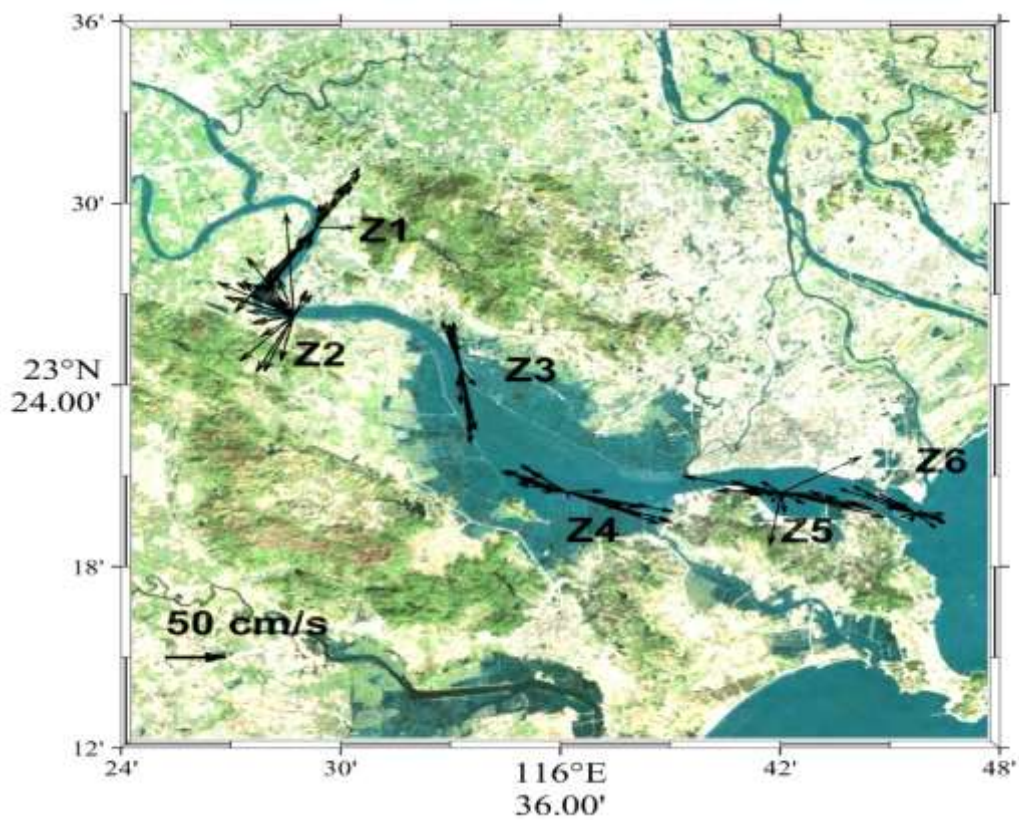 36'
30'
Z1
Z2
Z3
23°N
24.00'
Z6
Z4
Z5
18'
50 cm/s
12'
24'
30'
116°E
36.00'
42'
48'